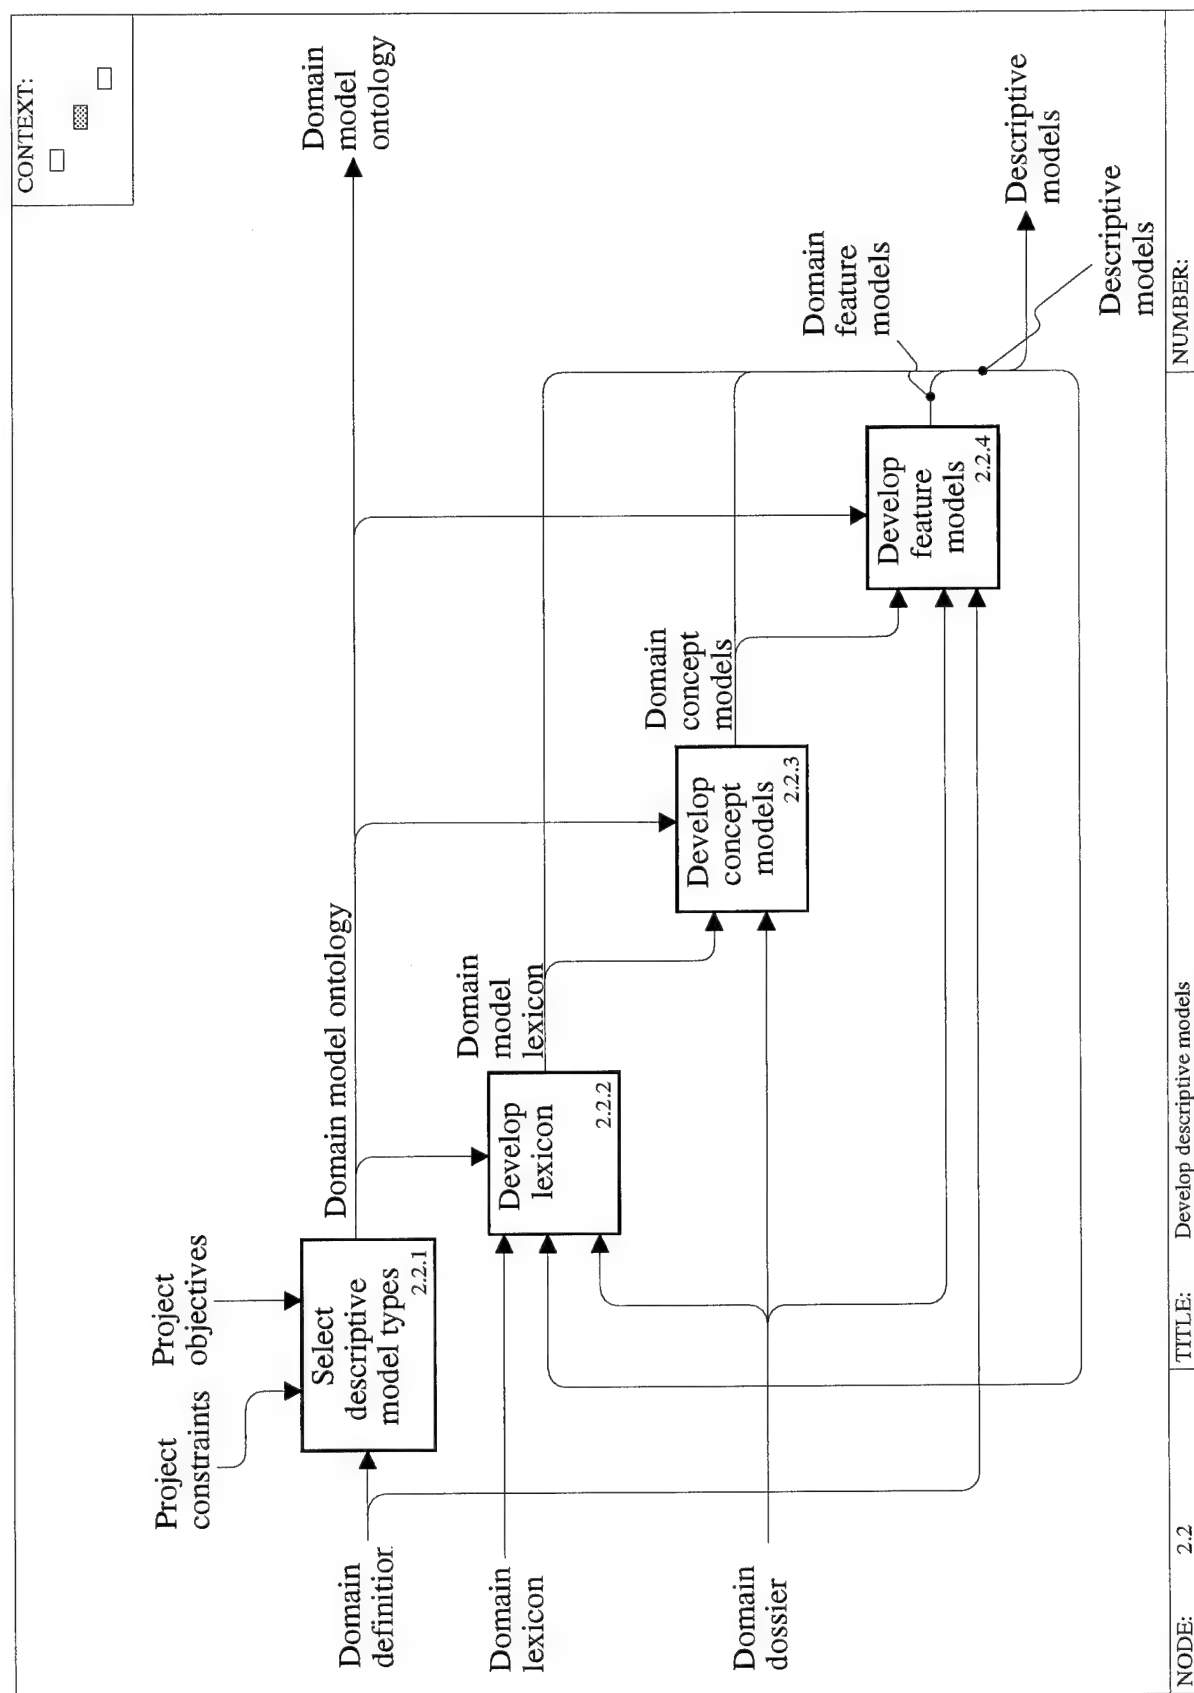 CONTEXT:
Project
constraints
Project
objectives
Domain
definition
Select
descriptive
model types
2.2.1
Domain model ontology
Domain
model
ontology
Domain
lexicon
Develop
lexicon
2.2.2
Domain
model
lexicon
Domain
dossier
Develop
concept
models
2.2.3
Domain
concept
models
Develop
feature
models
2.2.4
Domain
feature
models
Descriptive
models
Descriptive
models
NODE: 2.2
TITLE: Develop descriptive models
NUMBER: